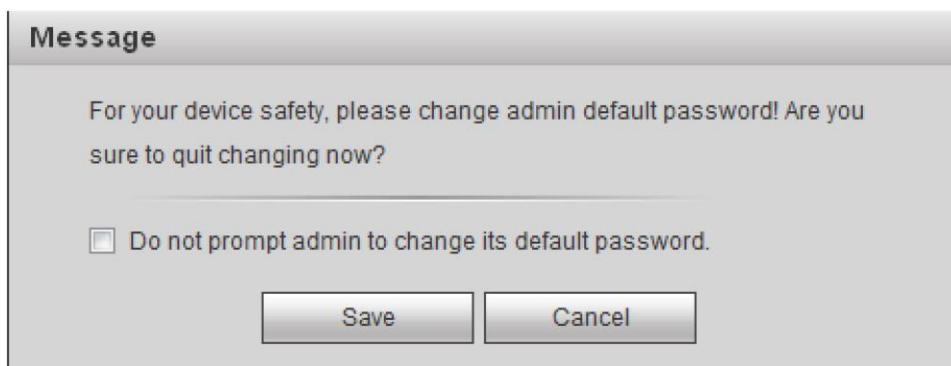 Message
For your device safety, please change admin default password! Are you
sure to quit changing now?
Do not prompt admin to change its default password.
Save
Cancel